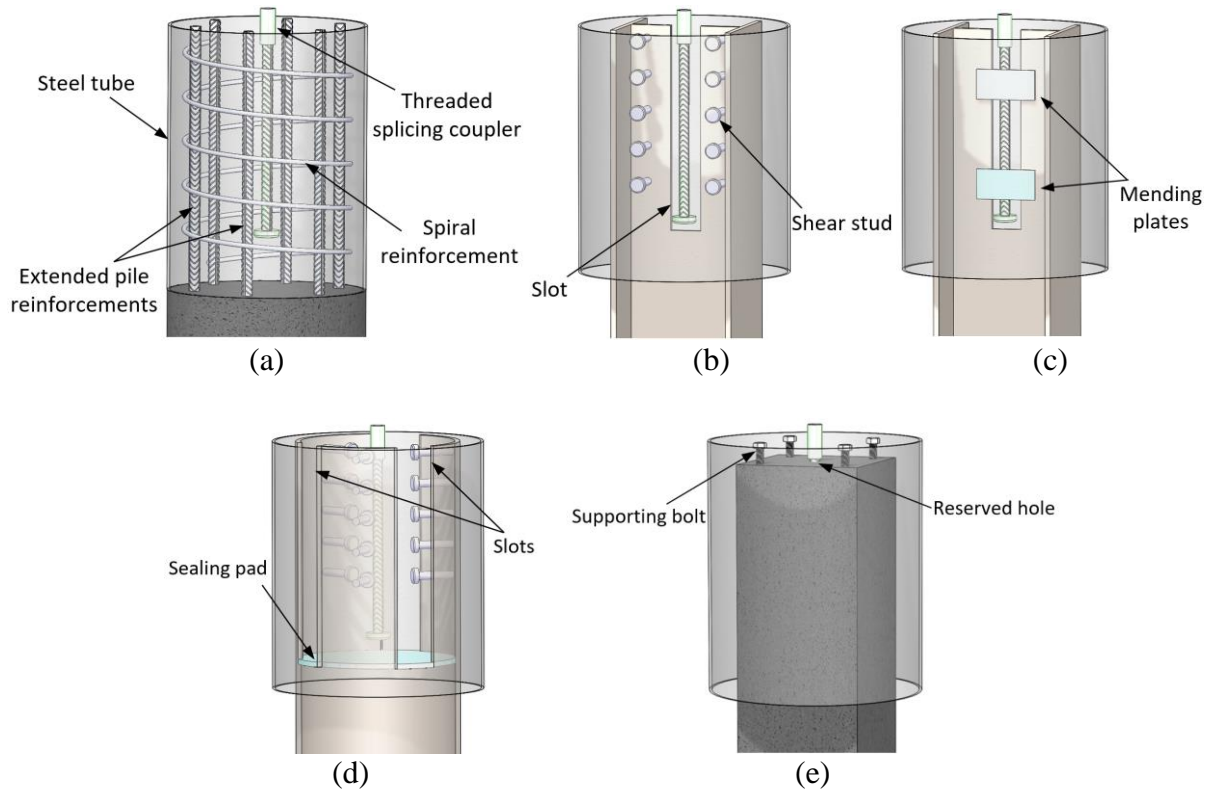 Steel tube
Threaded
splicing coupler
Spiral
reinforcement
Extended pile
reinforcements
(a)
Slot
Shear stud
(b)
Mending
plates
(c)
Sealing pad
Slots
(d)
Supporting bolt
Reserved hole
(e)